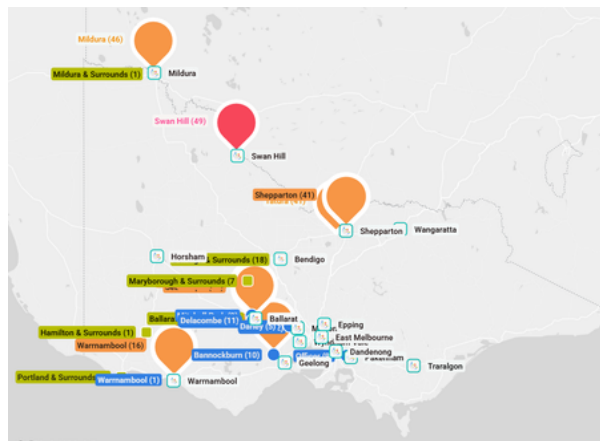 Mildura (46)
Mildura & Surrounds (1)
Mildura
Swan Hill (49)
Swan Hill
Shepparton (41)
Shepparton
Wangaratta
Horsham
Surrounds (18)
Bendigo
Maryborough & Surrounds (7
Ballarat
Delacombe (11)
Darley (5)
Ballarat
Epping
Hamilton & Surrounds (1)
East Melbourne
Warrnambool (16)
Bannockburn (10)
Dandenong
Geelong
Traralgon
Portland & Surrounds
Warrnambool (1)
Warrnambool